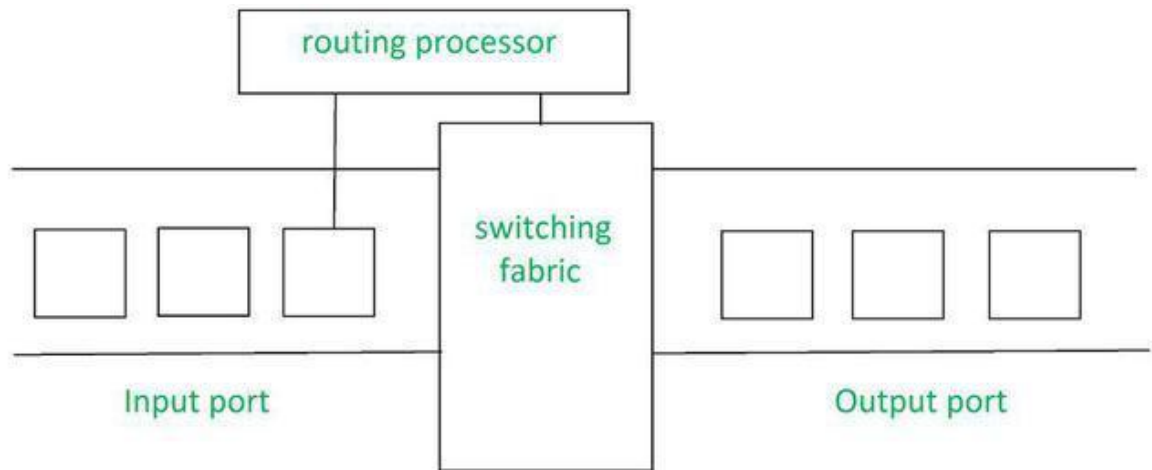 routing processor
switching
fabric
Input port
Output port